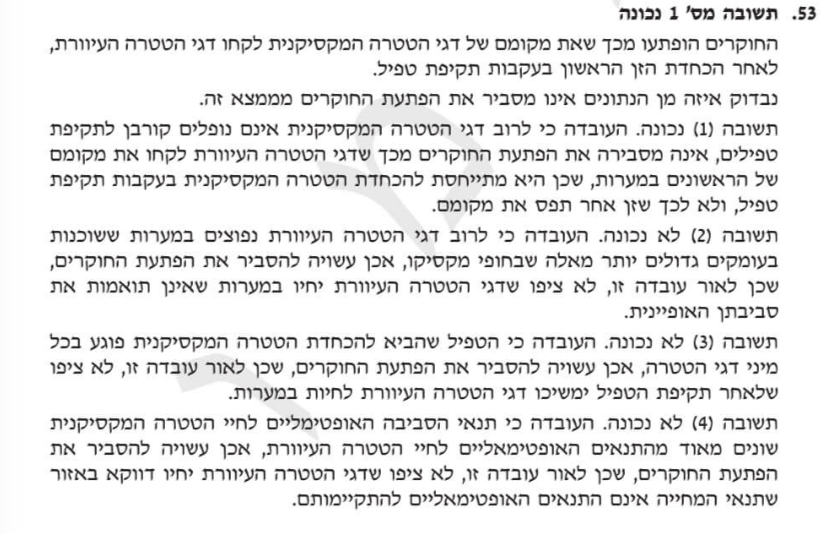 53. תשובה מס' 1 נכונה
החוקרים הופתעו מכך שאת מקומם של דגי הטטרה המקסיקנית לקחו דגי הטטרה העיוורת,
לאחר הכחדת הזן הראשון בעקבות תקיפת טפיל.
נבדוק איזה מן הנתונים אינו מסביר את הפתעת החוקרים מממצא זה.
תשובה (1) נכונה. העובדה כי לרוב דגי הטטרה המקסיקנית אינם נופלים קורבן לתקיפת
טפילים, אינה מסבירה את הפתעת החוקרים מכך שדגי הטטרה העיוורת לקחו את מקומם
של הראשונים במערות, שכן היא מתייחסת להכחדת הטטרה המקסיקנית בעקבות תקיפת
טפיל, ולא לכך שזן אחר תפס את מקומם.
תשובה (2) לא נכונה. העובדה כי לרוב דגי הטטרה העיוורת נפוצים במערות ששוכנות
בעומקים גדולים יותר מאלה שבחופי מקסיקו, אכן עשויה להסביר את הפתעת החוקרים,
שכן לאור עובדה זו, לא ציפו שדגי הטטרה העיוורת יחיו במערות שאינן תואמות את
סביבתן האופיינית.
תשובה (3) לא נכונה. העובדה כי הטפיל שהביא להכחדת הטטרה המקסיקנית פוגע בכל
מיני דגי הטטרה, אכן עשויה להסביר את הפתעת החוקרים, שכן לאור עובדה זו, לא ציפו
שלאחר תקיפת הטפיל ימשיכו דגי הטטרה העיוורת לחיות במערות.
תשובה (4) לא נכונה. העובדה כי תנאי הסביבה האופטימליים לחיי הטטרה המקסיקנית
שונים מאוד מהתנאים האופטימאליים לחיי הטטרה העיוורת, אכן עשויה להסביר את
הפתעת החוקרים, שכן לאור עובדה זו, לא ציפו שדגי הטטרה העיוורת יחיו דווקא באזור
שתנאי המחייה אינם התנאים האופטימאליים להתקיימותם.